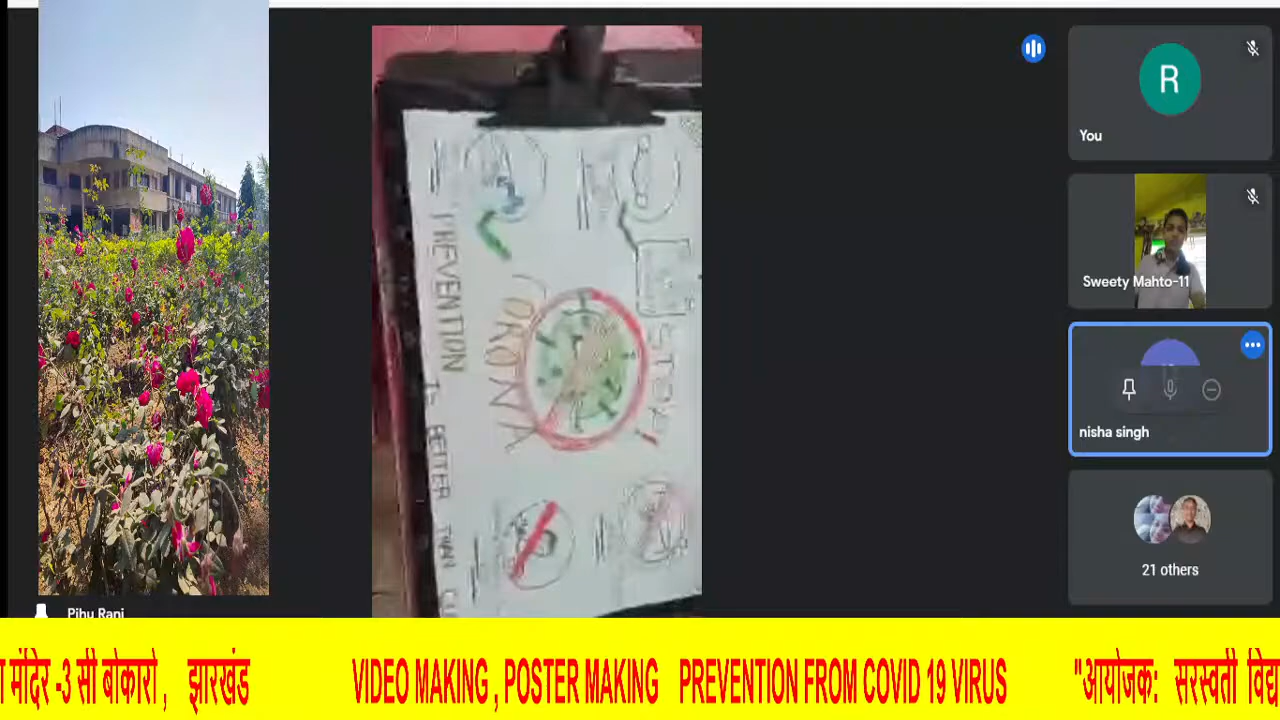 R
You
Sweety Mahto-11
nisha singh
21 others
Pihu Rani
PREVENTION Is BETTER THAN
CORONA
STOP!
मंदिर -3 सी बोकारो , झारखंड
VIDEO MAKING , POSTER MAKING PREVENTION FROM COVID 19 VIRUS
"आयोजक: सरस्वती विद्य